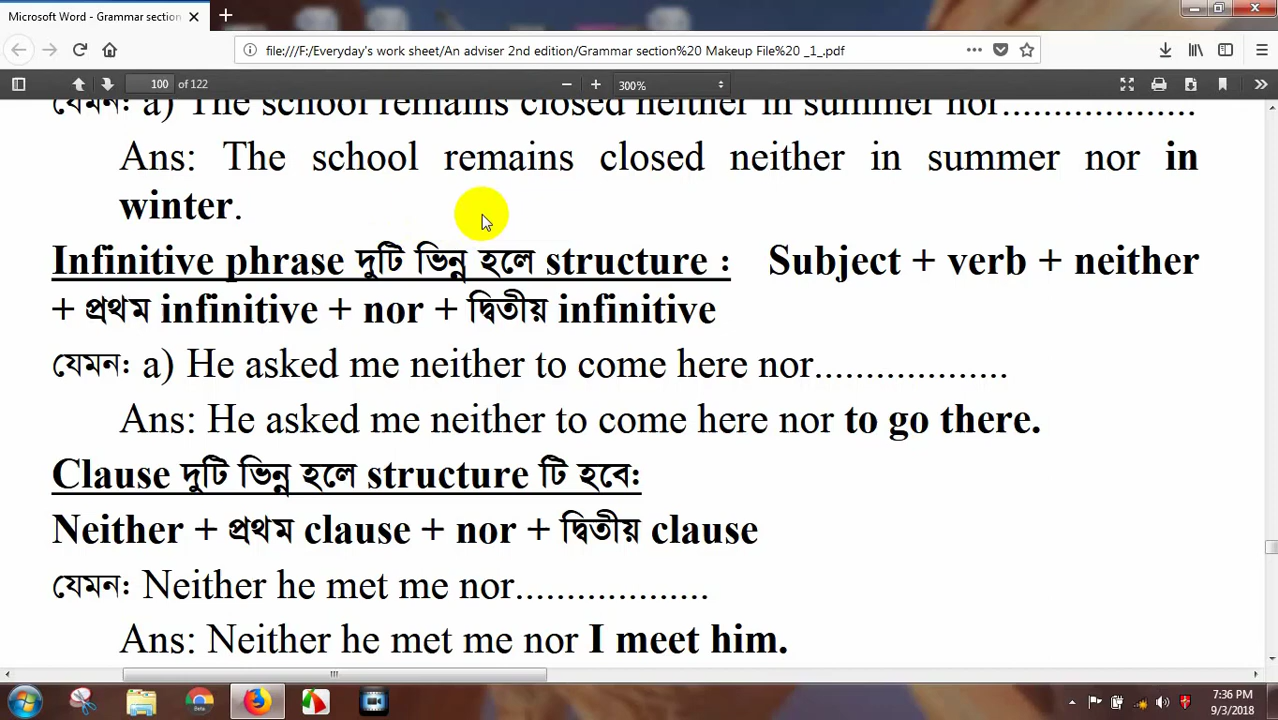 Microsoft Word - Grammar section
file:///F:/Everyday's work sheet/An adviser 2nd edition/Grammar section%20 Makeup File%20 _1_.pdf
100 of 122
300%
যেমনঃ a) The school remains closed neither in summer nor...................
Ans: The school remains closed neither in summer nor in
winter.
Infinitive phrase দুটি ভিন্ন হলে structure : Subject + verb + neither
+ প্রথম infinitive + nor + দ্বিতীয় infinitive
যেমনঃ a) He asked me neither to come here nor...................
Ans: He asked me neither to come here nor to go there.
Clause দুটি ভিন্ন হলে structure টি হবেঃ
Neither + প্রথম clause + nor + দ্বিতীয় clause
যেমনঃ Neither he met me nor...................
Ans: Neither he met me nor I meet him.
7:36 PM
9/3/2018